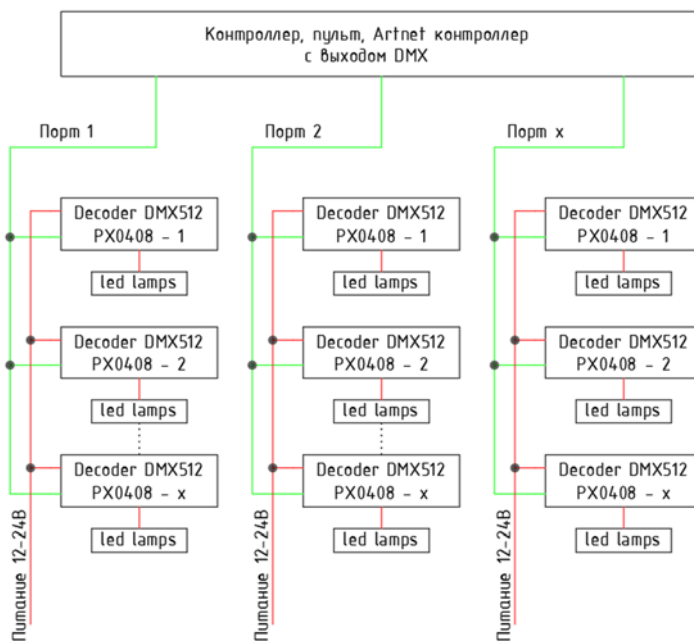 Контроллер, пульт, Artnet контроллер
с выходом DMX
Порт 1
Порт 2
Порт x
Decoder DMX512
PX0408 - 1
led lamps
Decoder DMX512
PX0408 - 2
led lamps
Decoder DMX512
PX0408 - x
led lamps
Питание 12-24В
Decoder DMX512
PX0408 - 1
led lamps
Decoder DMX512
PX0408 - 2
led lamps
Decoder DMX512
PX0408 - x
led lamps
Питание 12-24В
Decoder DMX512
PX0408 - 1
led lamps
Decoder DMX512
PX0408 - 2
led lamps
Decoder DMX512
PX0408 - x
led lamps
Питание 12-24В